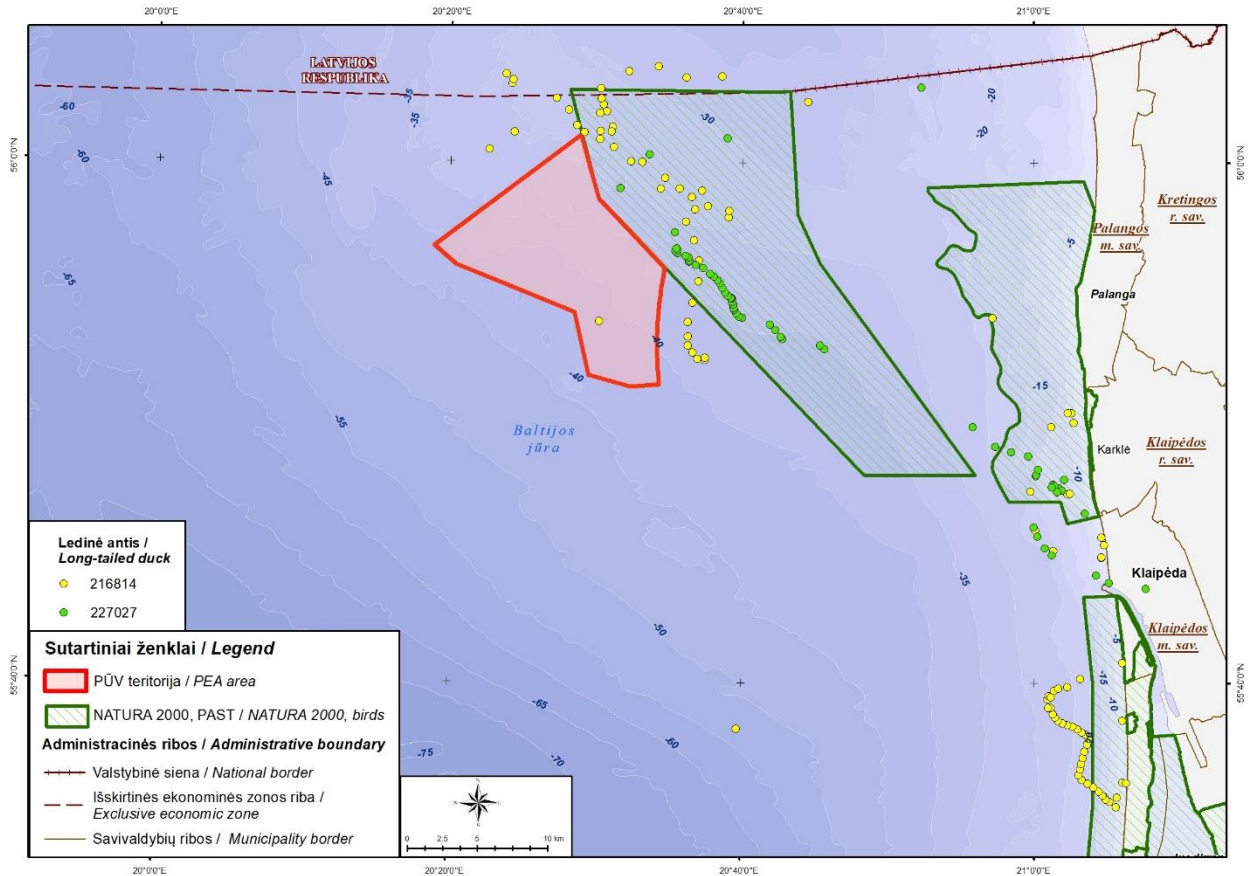 20°0'0"E
20°20'0"E
20°40'0"E
21°0'0"E
LATVIJOS
RESPUBLIKA
-60
-35
-35
-30
-20
-20
56°0'0"N
56°0'0"N
-60
-45
-65
-5
Kretingos
r. sav.
Palangos
m. sav.
Palanga
-40
-40
-15
Baltijos
jūra
-55
Karklė
Klaipėdos
r. sav.
-10
-35
Klaipėda
-50
Klaipėdos
m. sav.
-5
-15
-10
-20
55°40'0"N
55°40'0"N
-65
-60
-70
-75
Ledinė antis /
Long-tailed duck
216814
227027
Sutartiniai ženklai / Legend
PŪV teritorija / PEA area
NATURA 2000, PAST / NATURA 2000, birds
Administracinės ribos / Administrative boundary
Valstybinė siena / National border
Išskirtinės ekonominės zonos riba /
Exclusive economic zone
Savivaldybių ribos / Municipality border
N
W E
S
0 2,5 5 10 km
20°0'0"E
20°20'0"E
20°40'0"E
21°0'0"E